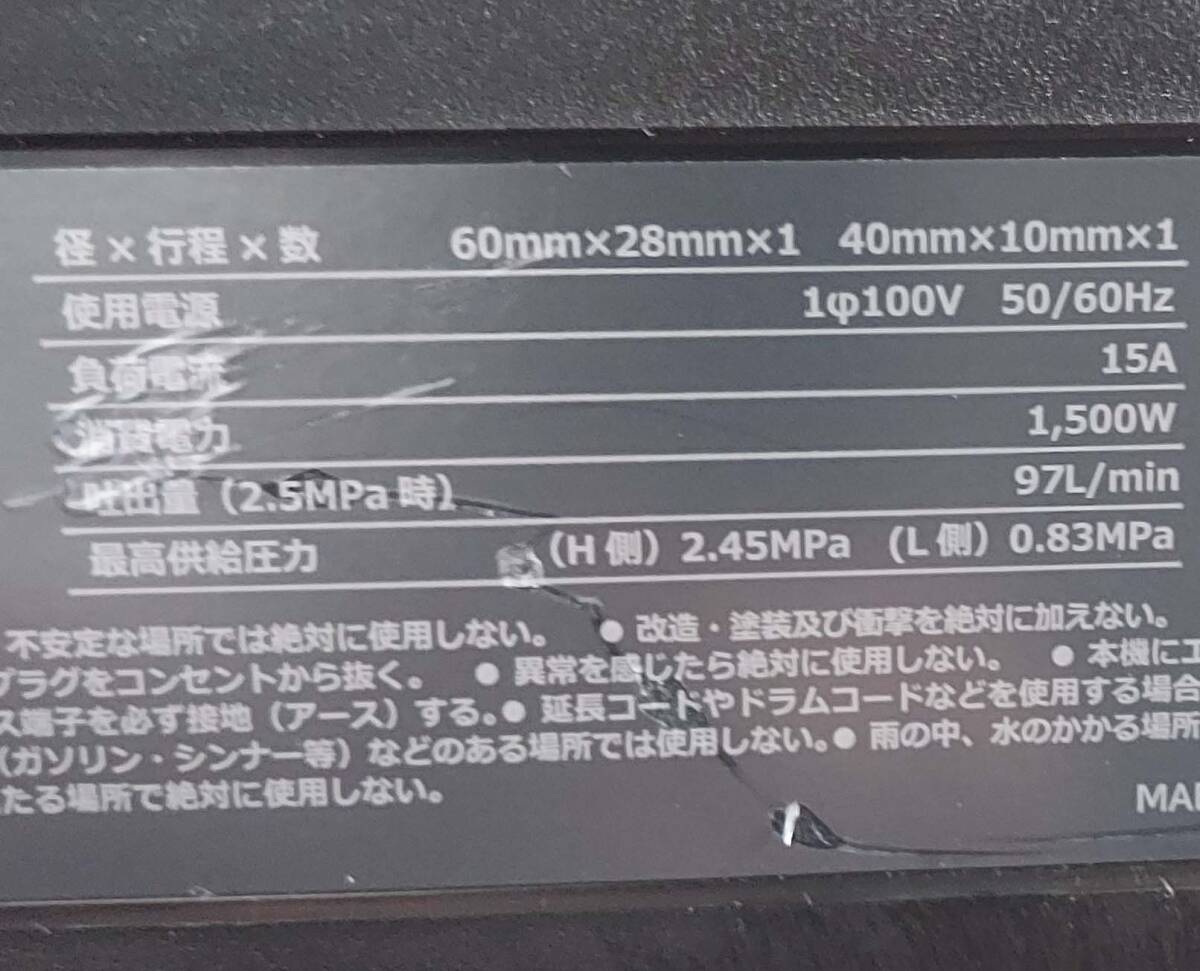 径×行程×数 60mm×28mm×1 40mm×10mm×1
使用電源 1φ100V 50/60Hz
負荷電流 15A
消費電力 1,500W
吐出量（2.5MPa時） 97L/min
最高供給圧力 （H側）2.45MPa （L側）0.83MPa
不安定な場所では絶対に使用しない。 ● 改造・塗装及び衝撃を絶対に加えない。
プラグをコンセントから抜く。 ● 異常を感じたら絶対に使用しない。 ● 本機にエ
ス端子を必ず接地（アース）する。● 延長コードやドラムコードなどを使用する場合
（ガソリン・シンナー等）などのある場所では使用しない。● 雨の中、水のかかる場所
たる場所で絶対に使用しない。
MA